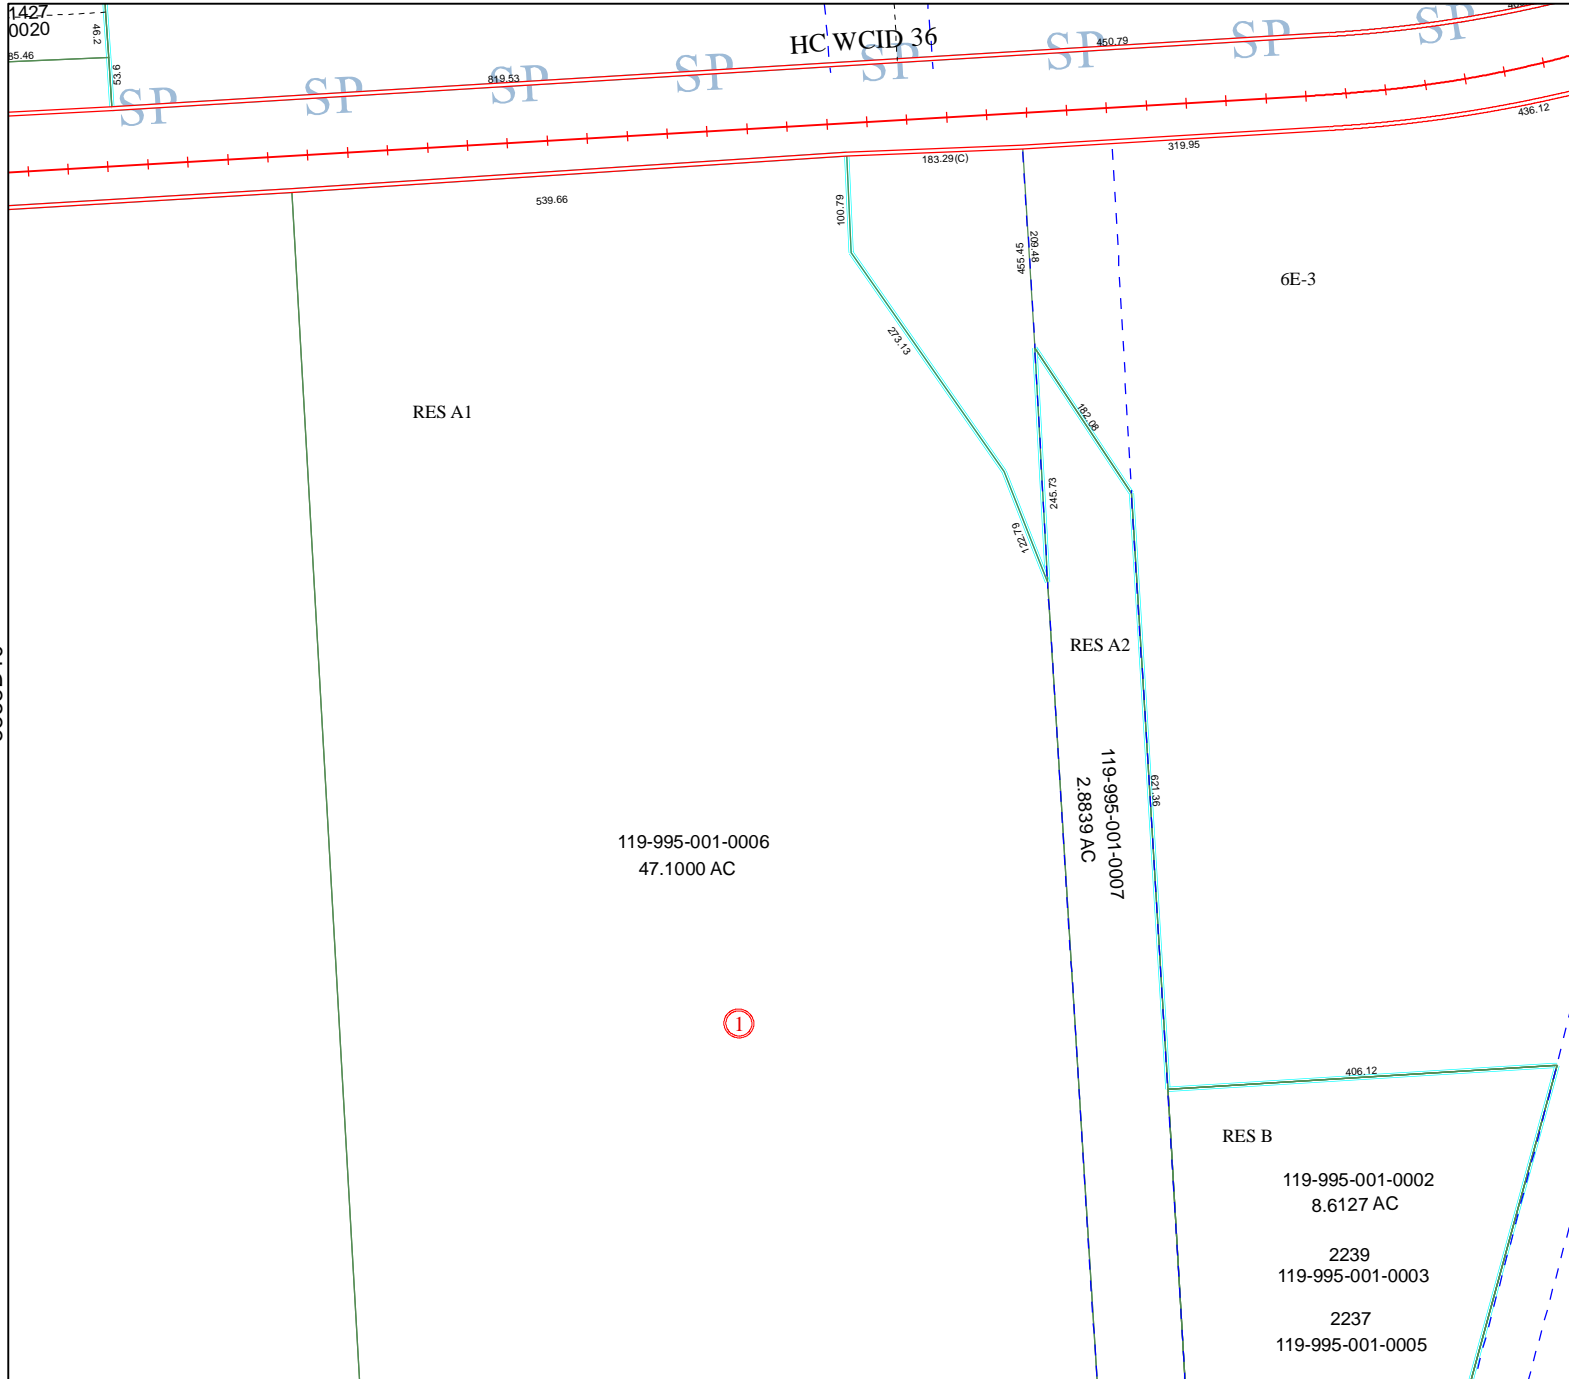 1427
0020
46.2
85.46
53.6
HC WCID 36
450.79
819.53
SP SP SP SP SP SP SP SP
436.12
183.29(C)
319.95
539.66
100.79
209.48
455.45
6E-3
273.13
RES A1
182.08
245.73
122.79
RES A2
119-995-001-0007
2.8839 AC
621.36
119-995-001-0006
47.1000 AC
1
406.12
RES B
119-995-001-0002
8.6127 AC
2239
119-995-001-0003
2237
119-995-001-0005